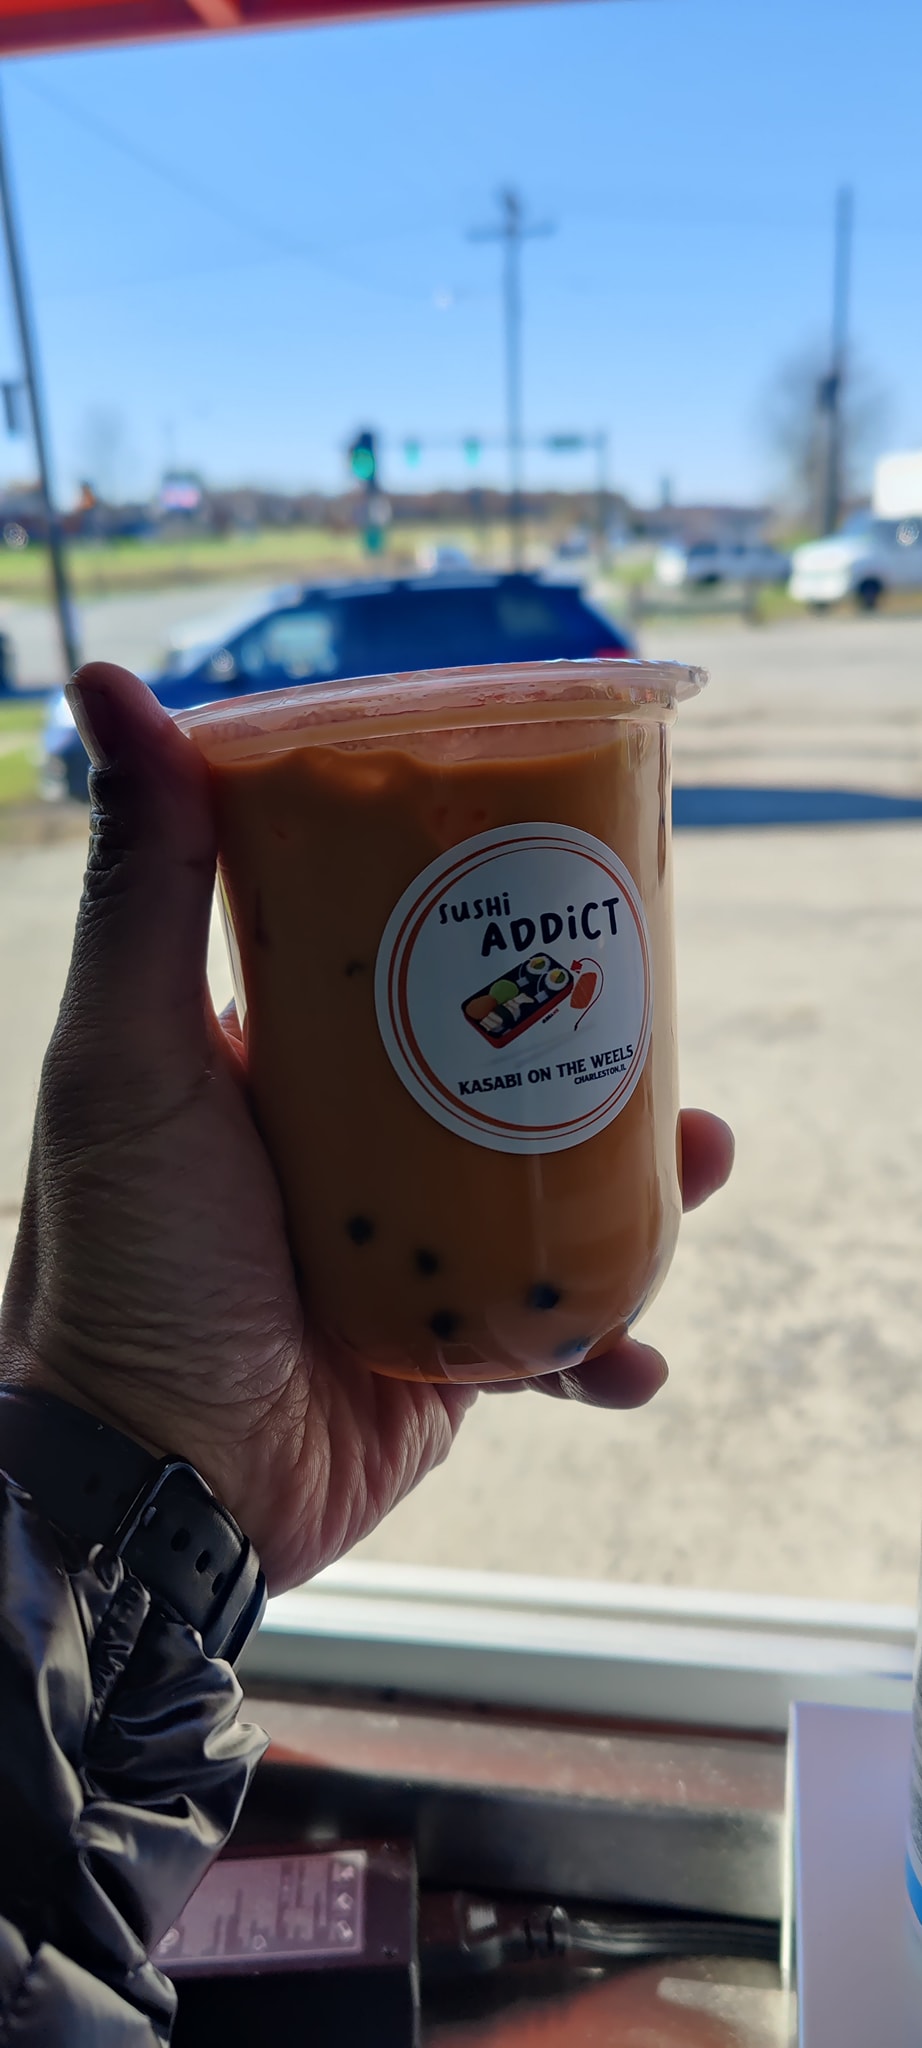 SUSHi
ADDiCT
KASABI ON THE WEELS
CHARLESTON,IL